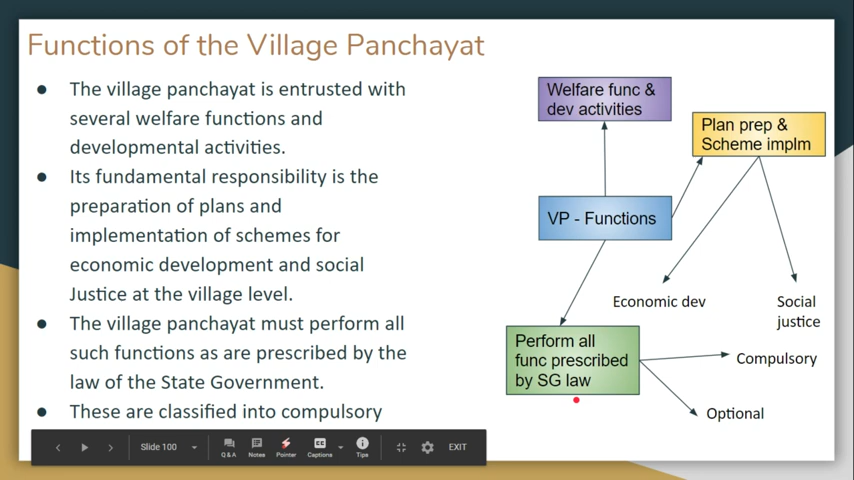 Functions of the Village Panchayat
● The village panchayat is entrusted with
several welfare functions and
developmental activities.
● Its fundamental responsibility is the
preparation of plans and
implementation of schemes for
economic development and social
Justice at the village level.
● The village panchayat must perform all
such functions as are prescribed by the
law of the State Government.
● These are classified into compulsory
Welfare func &
dev activities
Plan prep &
Scheme implm
VP - Functions
Economic dev
Social
justice
Perform all
func prescribed
by SG law
Compulsory
Optional
Slide 100
Q & A
Notes
Pointer
Captions
Tips
EXIT